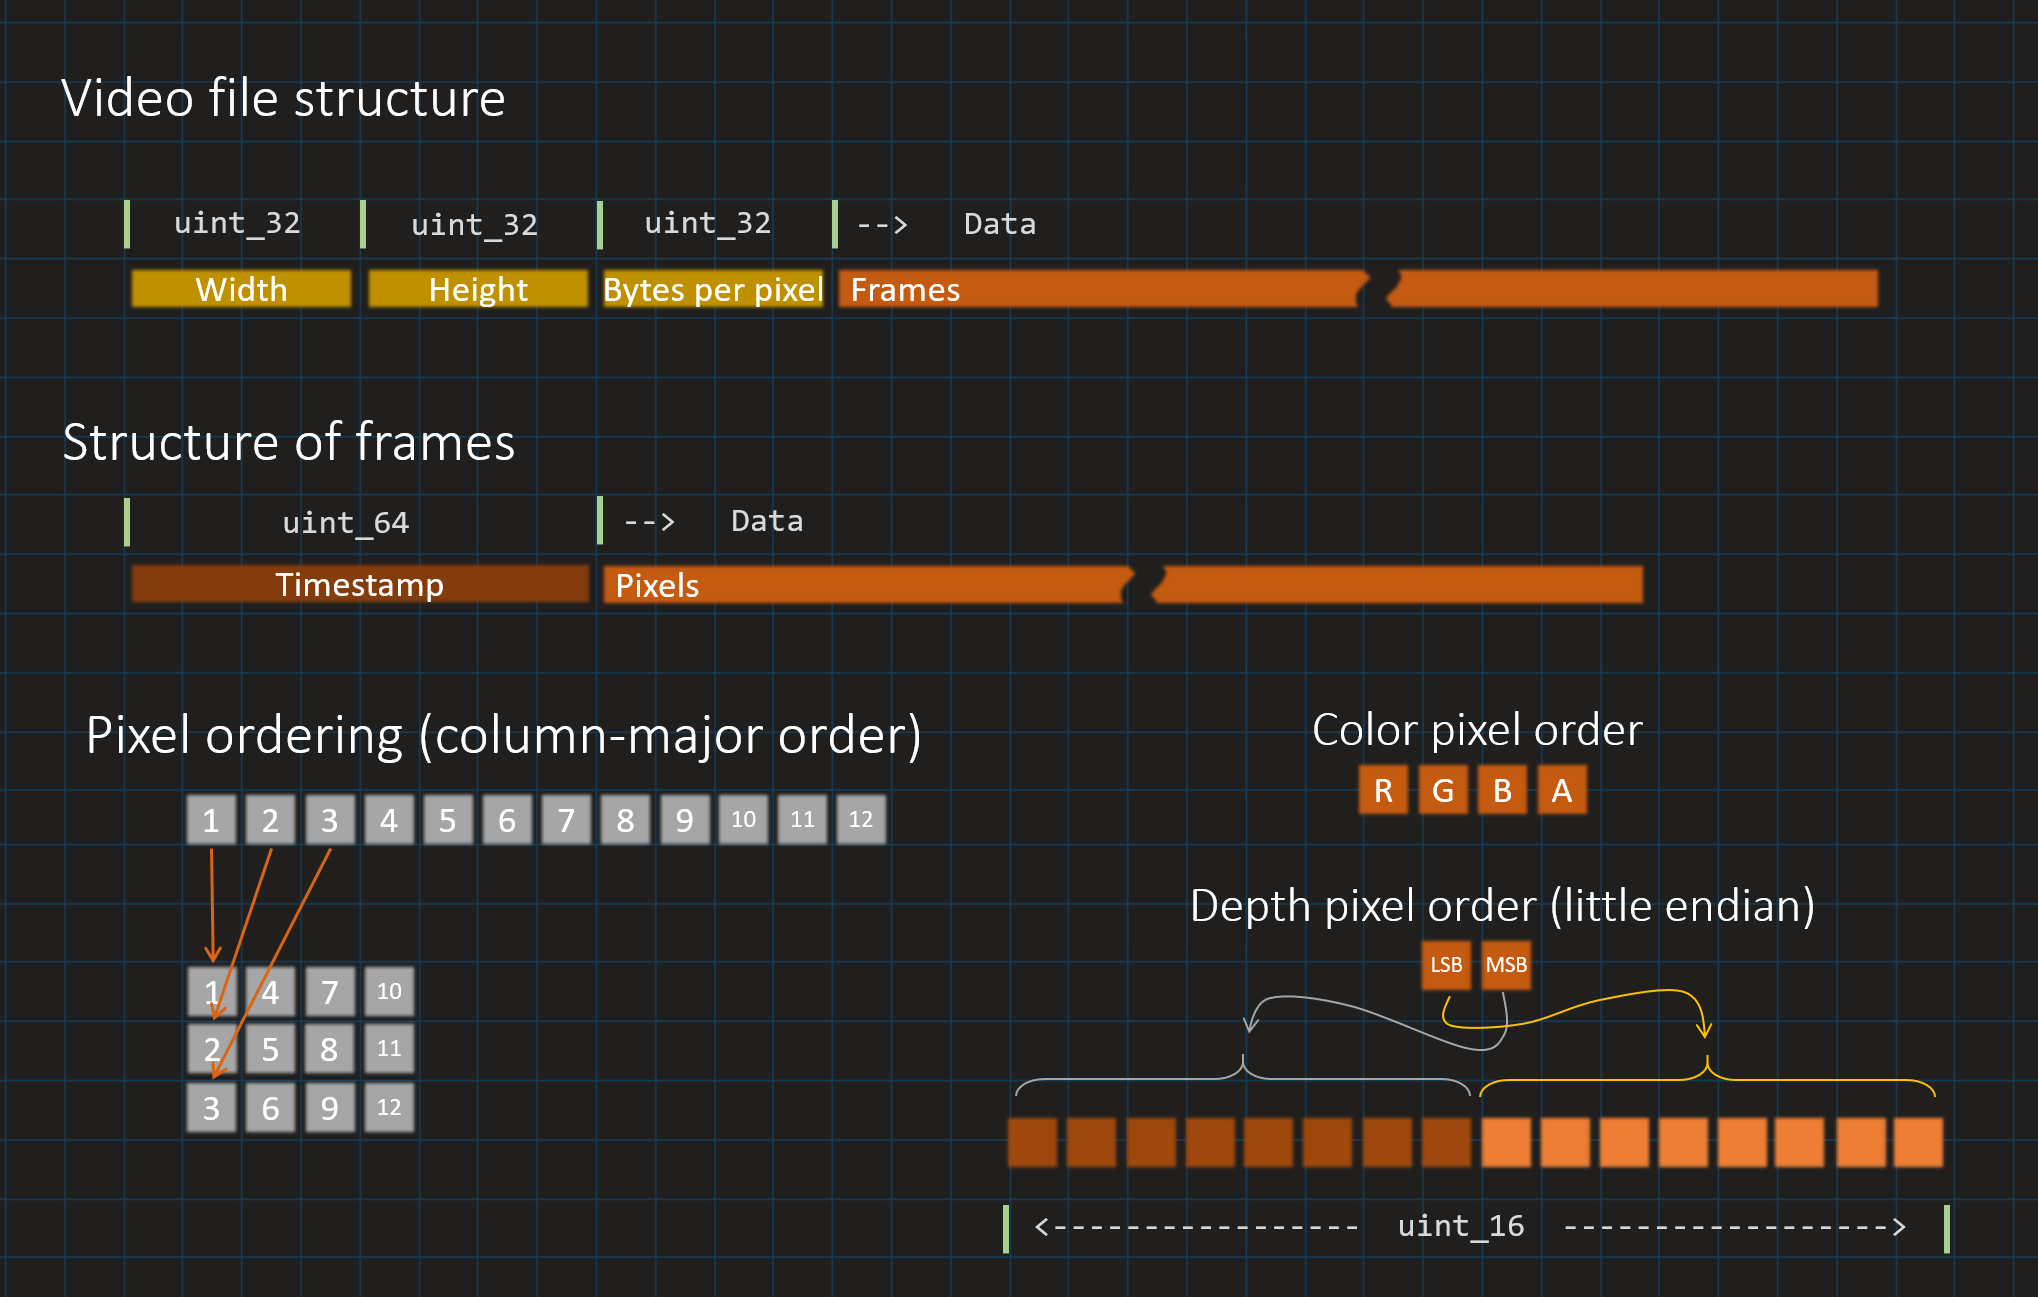 Video file structure
uint_32 uint_32 uint_32 --> Data
Width Height Bytes per pixel Frames
Structure of frames
uint_64 --> Data
Timestamp Pixels
Pixel ordering (column-major order)
1 2 3 4 5 6 7 8 9 10 11 12
1 4 7 10
2 5 8 11
3 6 9 12
Color pixel order
R G B A
Depth pixel order (little endian)
LSB MSB
<----------------- uint_16 ------------------>